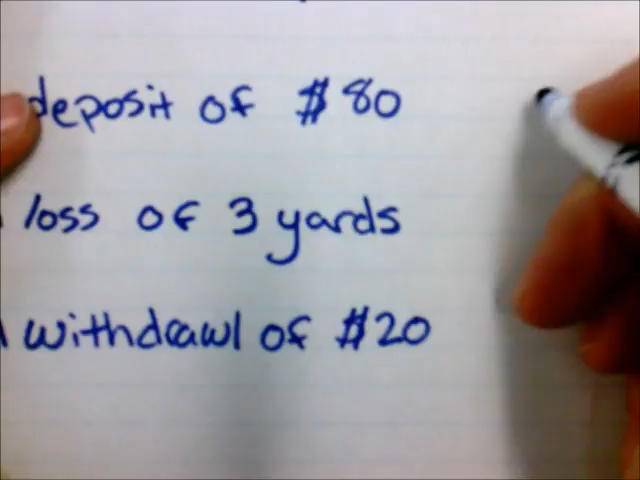 deposit of $80
loss of 3 yards
withdrawl of $20